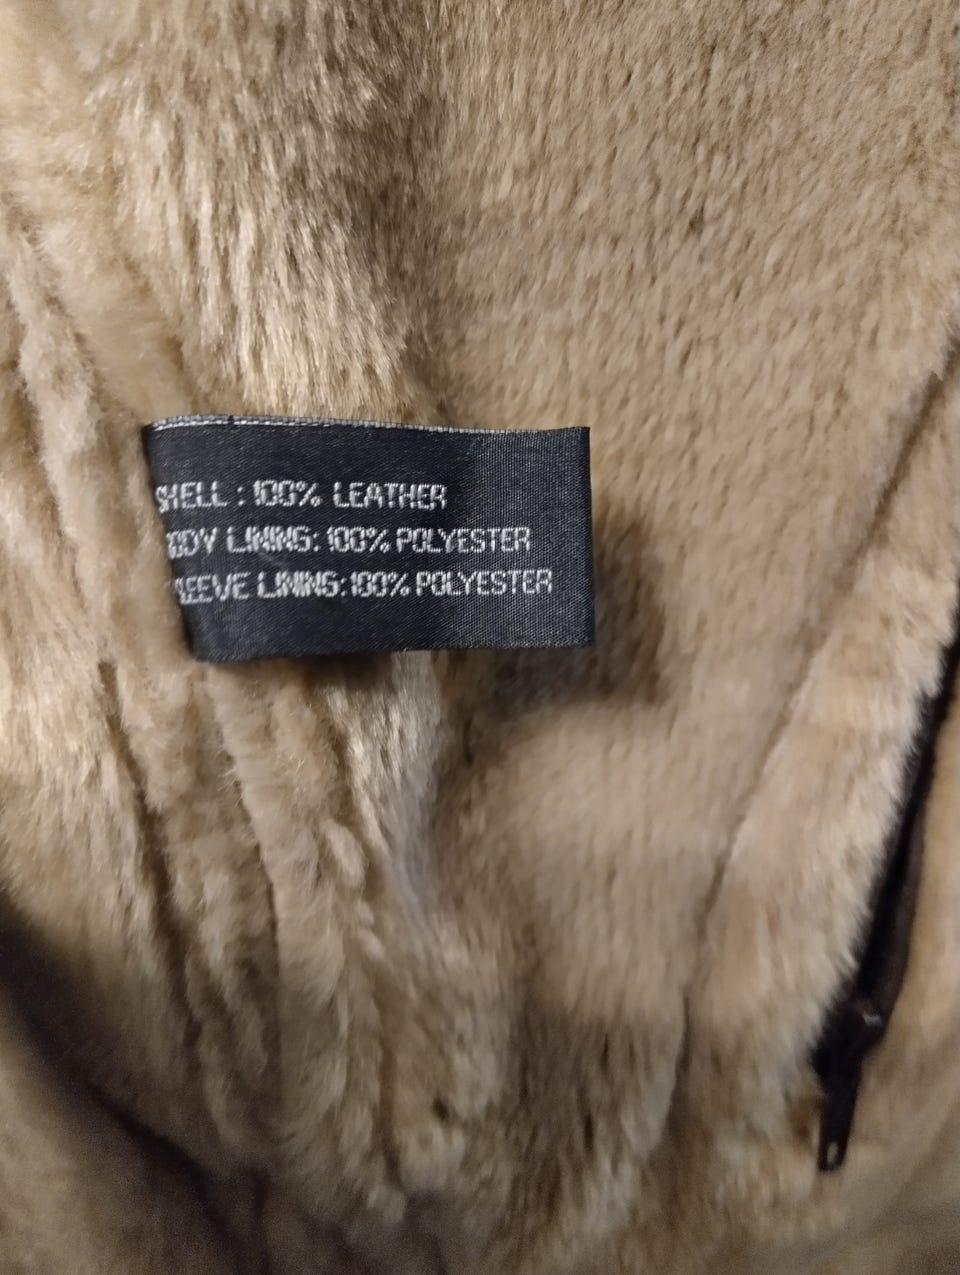 SHELL : 100% LEATHER
BODY LINING: 100% POLYESTER
SLEEVE LINING: 100% POLYESTER